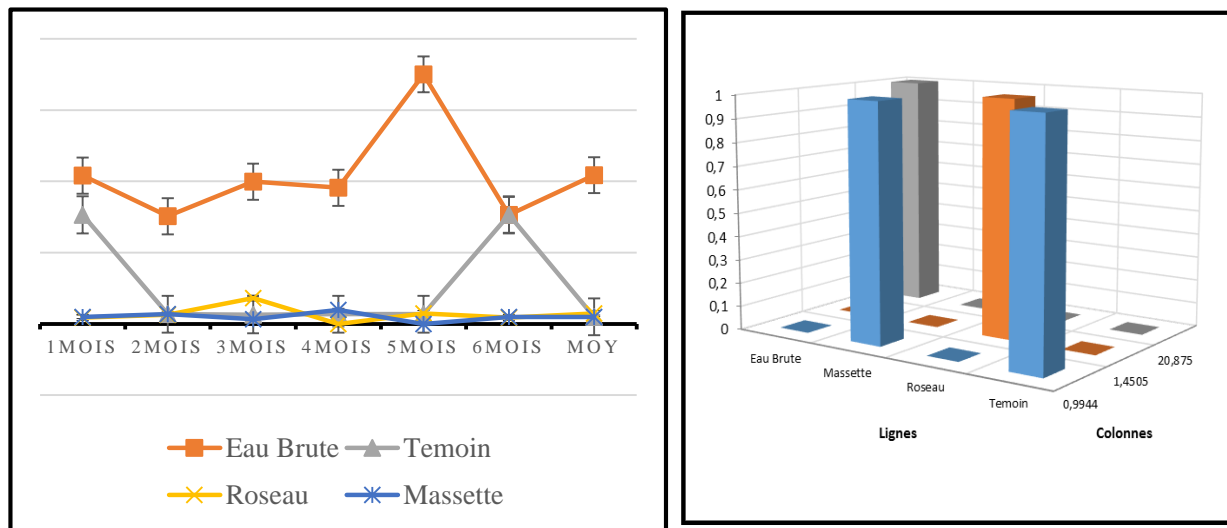 1MOIS 2MOIS 3MOIS 4MOIS 5MOIS 6MOIS MOY
Eau Brute Temoin
Roseau Massette
1
0,9
0,8
0,7
0,6
0,5
0,4
0,3
0,2
0,1
0
Eau Brute
Massette
Roseau
Temoin
0,9944
1,4505
20,875
Lignes
Colonnes